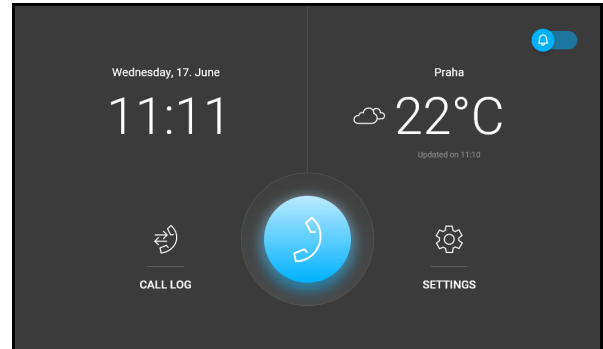 Wednesday, 17. June
11:11
Praha
22°C
Updated on 11:10
CALL LOG
SETTINGS